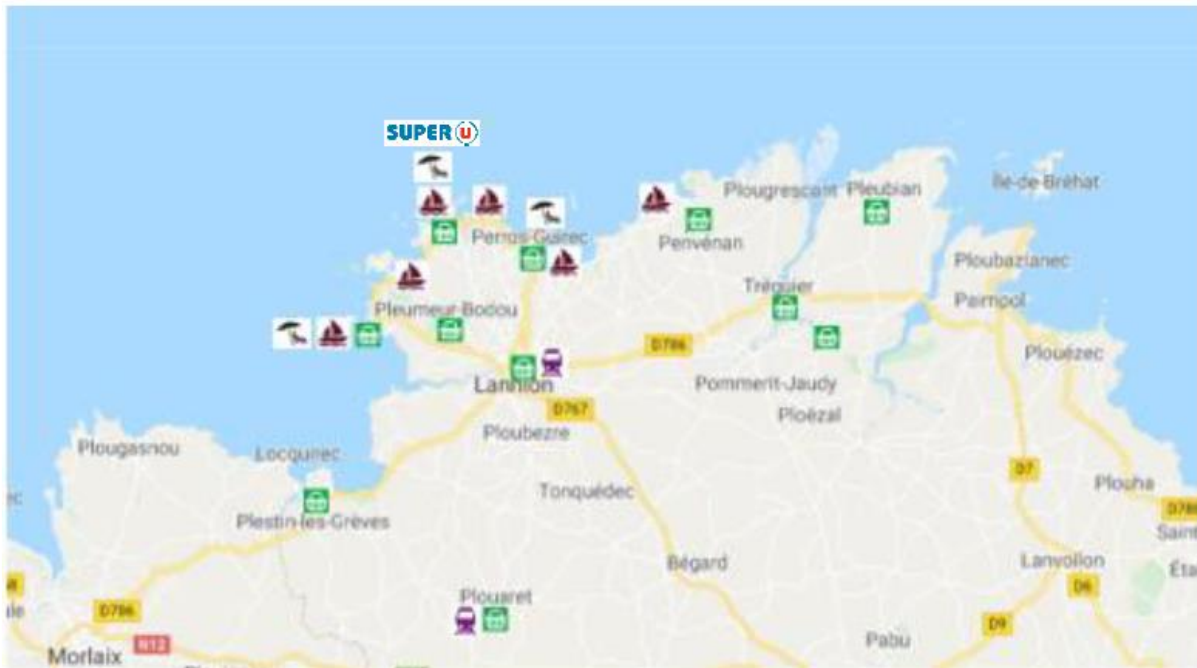 SUPER U
Plougrescant
Pleubian
Île-de-Bréhat
Perros-Guirec
Penvénan
Ploubazlanec
Tréguier
Paimpol
Pleumeur-Bodou
D786
Plouézec
Lannion
Pommerit-Jaudy
D767
Ploëzal
Ploubezre
Plougasnou
Locquirec
D7
Tonquédec
Plouha
D786
Plestin-les-Grèves
Saint
Bégard
Lanvollon
Éta
D6
Plouaret
D786
D9
N12
Pabu
Morlaix